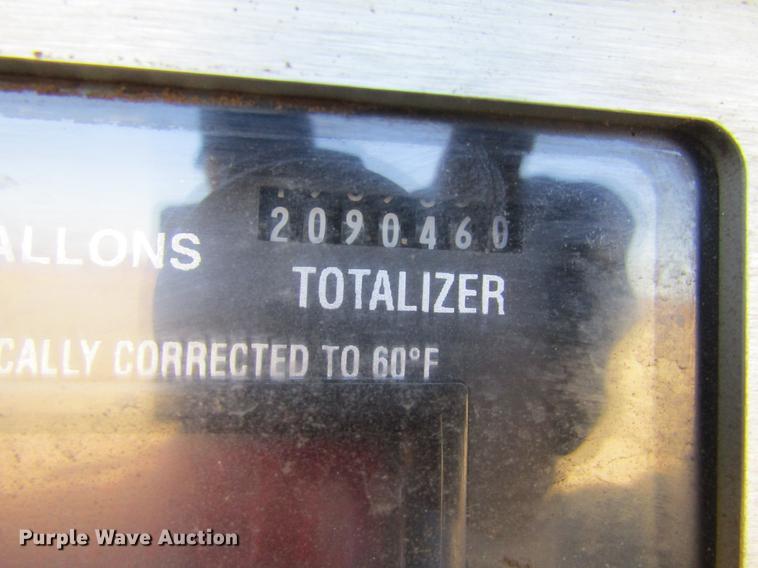 2090460
ALLONS
TOTALIZER
CALLY CORRECTED TO 60°F
Purple Wave Auction